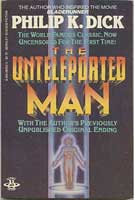 THE AUTHOR WHO INSPIRED THE MOVIE
BLADERUNNER
PHILIP K. DICK
THE WORLD-FAMOUS CLASSIC, NOW
UNCENSORED FOR THE FIRST TIME!
THE
UNTELEPORTED
MAN
WITH THE AUTHOR'S PREVIOUSLY
UNPUBLISHED ORIGINAL ENDING